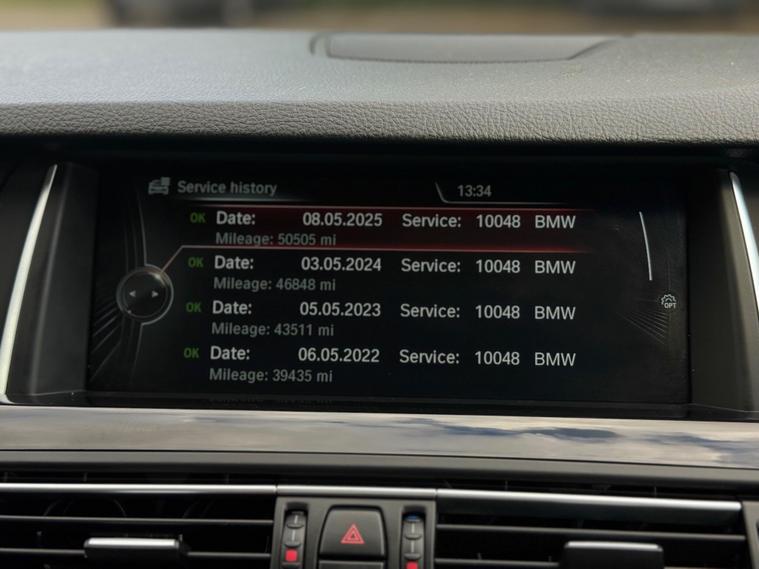 Service history
13:34
OK Date: 08.05.2025 Service: 10048 BMW
Mileage: 50505 mi
OK Date: 03.05.2024 Service: 10048 BMW
Mileage: 46848 mi
OK Date: 05.05.2023 Service: 10048 BMW
Mileage: 43511 mi
OPT
OK Date: 06.05.2022 Service: 10048 BMW
Mileage: 39435 mi